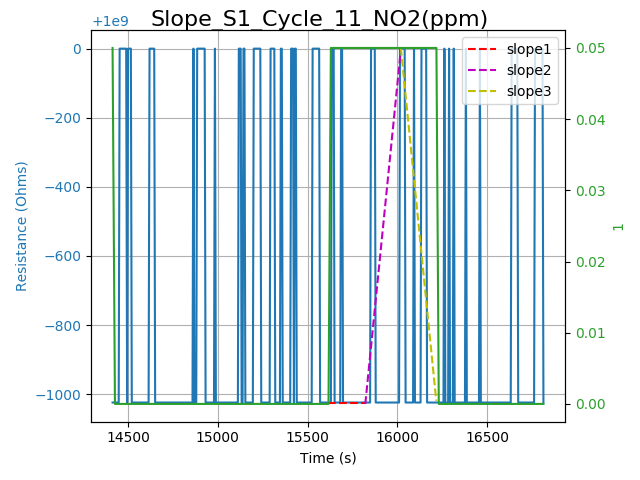 Slope_S1_Cycle_11_NO2(ppm)
+1e9
0
−200
−400
−600
−800
−1000
Resistance (Ohms)
slope1
slope2
slope3
0.05
0.04
0.03
0.02
0.01
0.00
1
14500 15000 15500 16000 16500
Time (s)